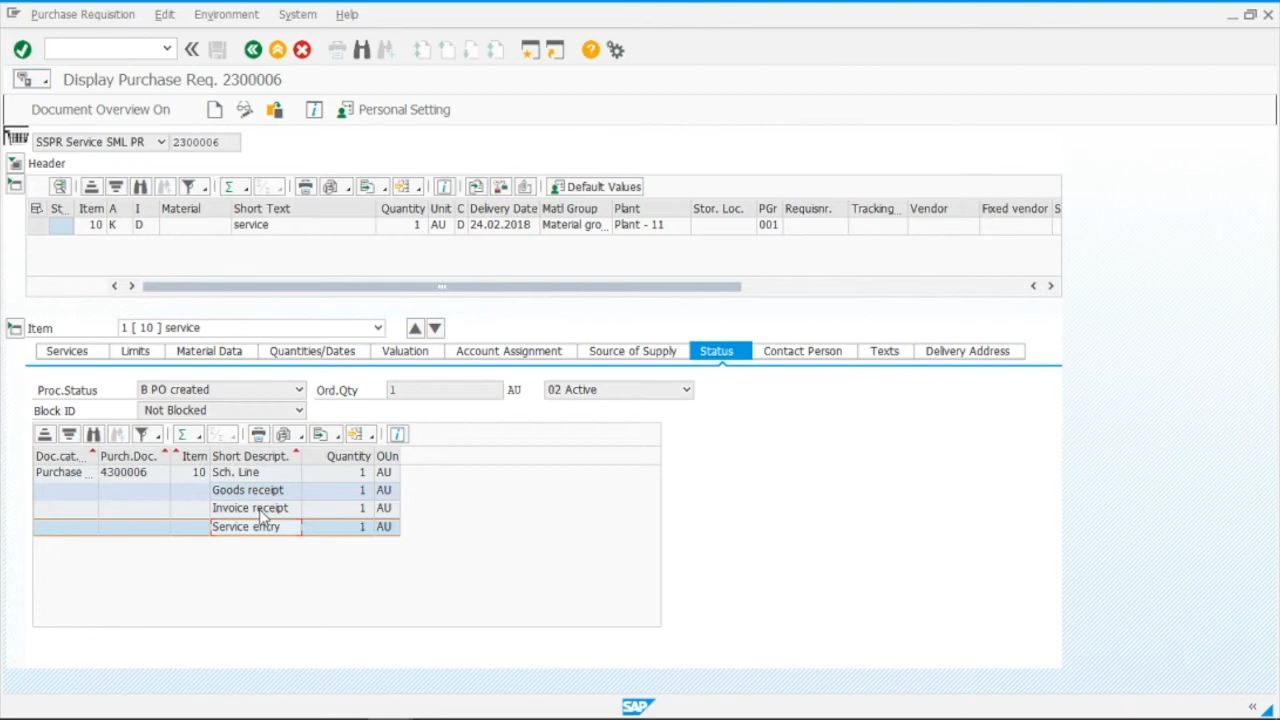 Purchase Requisition Edit Environment System Help
Display Purchase Req. 2300006
Document Overview On Personal Setting
SSPR Service SML PR 2300006
Header
Default Values
St... Item A I Material Short Text Quantity Unit C Delivery Date Matl Group Plant Stor. Loc. PGr Requisnr. Tracking... Vendor Fixed vendor S
10 K D service 1 AU D 24.02.2018 Material gro... Plant - 11 001
Item 1 [ 10 ] service
Services Limits Material Data Quantities/Dates Valuation Account Assignment Source of Supply Status Contact Person Texts Delivery Address
Proc.Status B PO created Ord.Qty 1 AU 02 Active
Block ID Not Blocked
Doc.cat... Purch.Doc. Item Short Descript. Quantity OUn
Purchase ... 4300006 10 Sch. Line 1 AU
Goods receipt 1 AU
Invoice receipt 1 AU
Service entry 1 AU
SAP